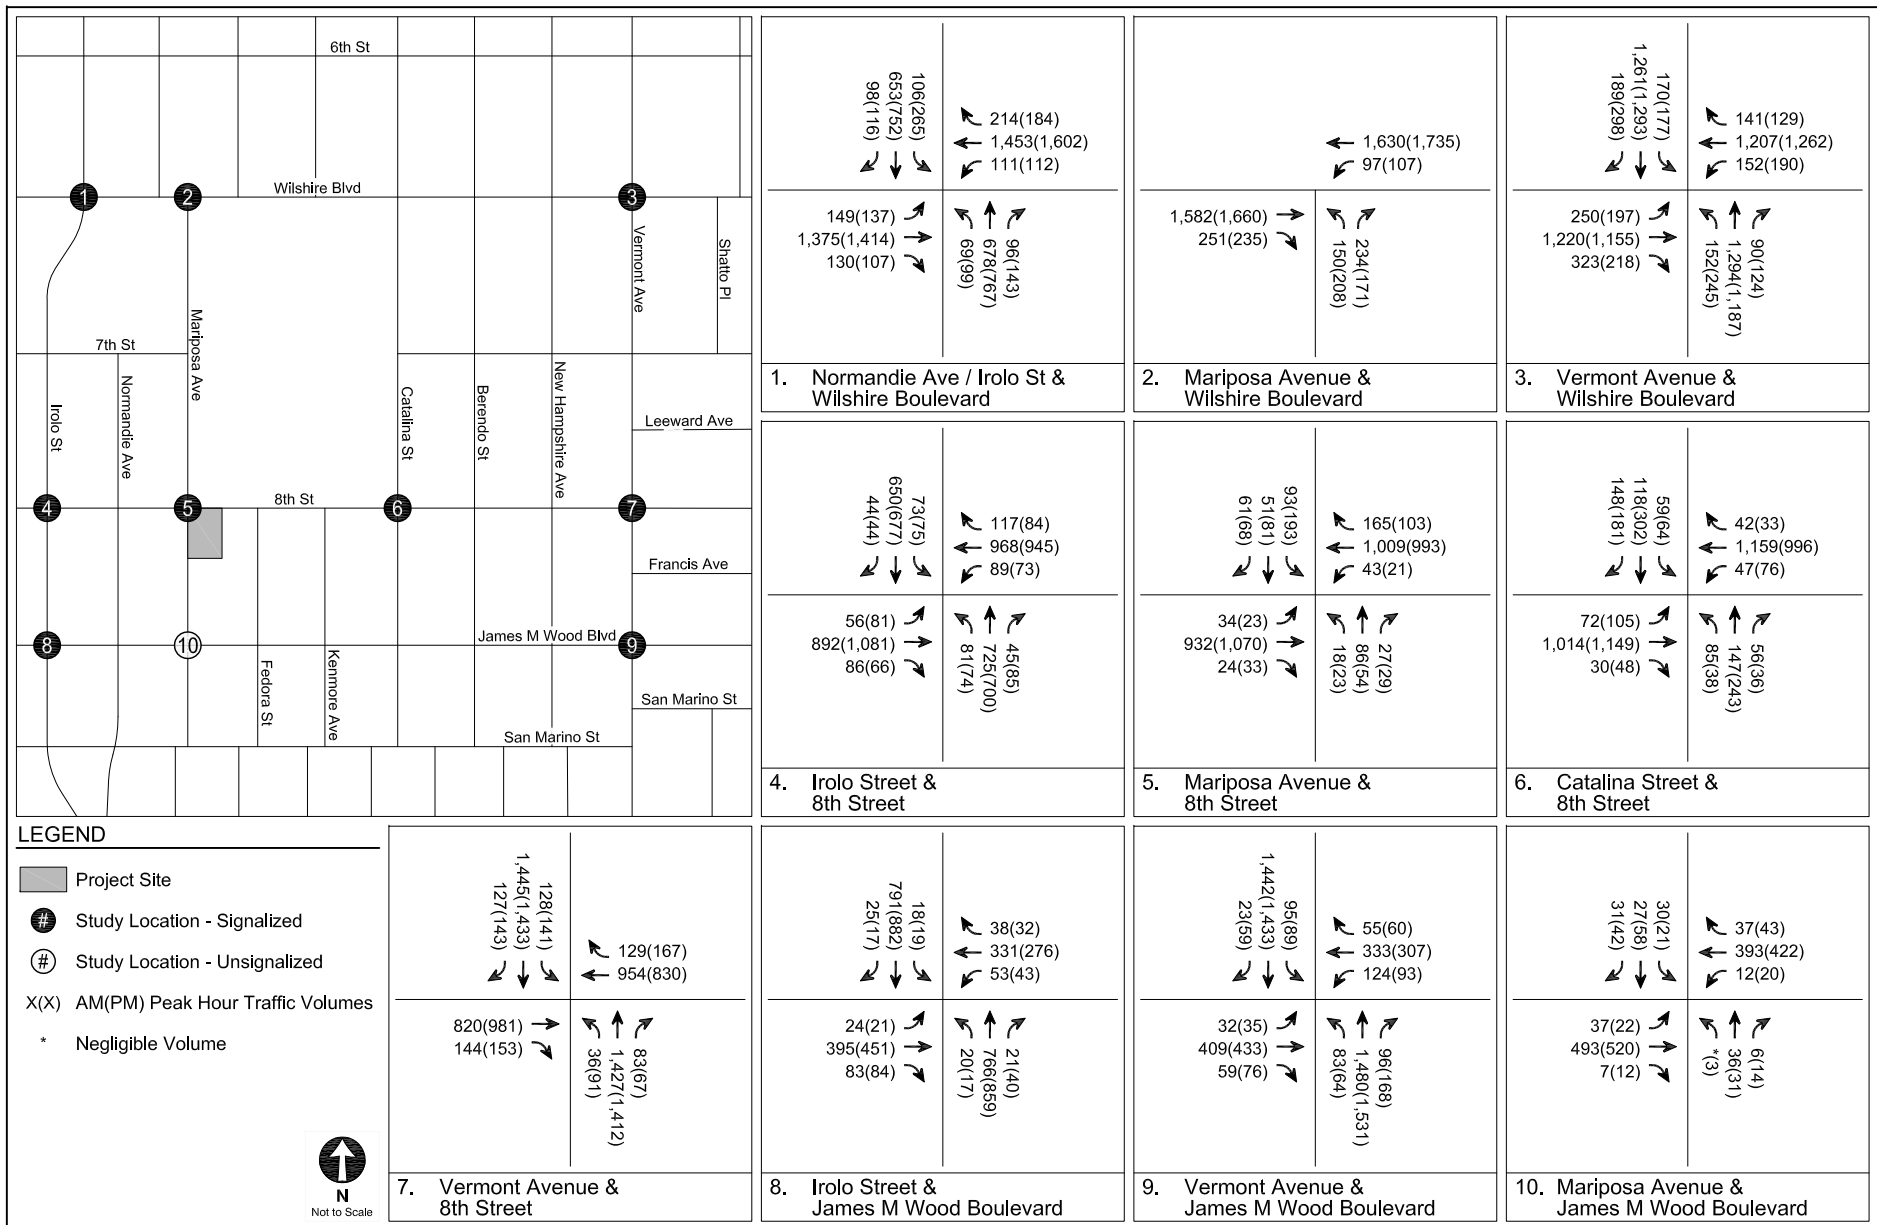 6th St
1
2
Wilshire Blvd
3
Vermont Ave
Shatto Pl
Mariposa Ave
7th St
Irolo St
Normandie Ave
Catalina St
Berendo St
New Hampshire Ave
Leeward Ave
4
5
8th St
6
7
Francis Ave
8
10
James M Wood Blvd
9
Fedora St
Kenmore Ave
San Marino St
San Marino St
98(116)
653(752)
106(265)
214(184)
1,453(1,602)
111(112)
149(137)
1,375(1,414)
130(107)
69(99)
678(767)
96(143)
1. Normandie Ave / Irolo St &
Wilshire Boulevard
1,630(1,735)
97(107)
1,582(1,660)
251(235)
150(208)
234(171)
2. Mariposa Avenue &
Wilshire Boulevard
189(298)
1,261(1,293)
170(177)
141(129)
1,207(1,262)
152(190)
250(197)
1,220(1,155)
323(218)
152(245)
1,294(1,187)
90(124)
3. Vermont Avenue &
Wilshire Boulevard
44(44)
650(677)
73(75)
117(84)
968(945)
89(73)
56(81)
892(1,081)
86(66)
81(74)
725(700)
45(85)
4. Irolo Street &
8th Street
61(68)
51(81)
93(193)
165(103)
1,009(993)
43(21)
34(23)
932(1,070)
24(33)
18(23)
86(54)
27(29)
5. Mariposa Avenue &
8th Street
148(181)
118(302)
59(64)
42(33)
1,159(996)
47(76)
72(105)
1,014(1,149)
30(48)
85(38)
147(243)
56(36)
6. Catalina Street &
8th Street
LEGEND
Project Site
# Study Location - Signalized
# Study Location - Unsignalized
X(X) AM(PM) Peak Hour Traffic Volumes
* Negligible Volume
N
Not to Scale
127(143)
1,445(1,433)
128(141)
129(167)
954(830)
820(981)
144(153)
36(91)
1,427(1,412)
83(67)
7. Vermont Avenue &
8th Street
25(17)
791(882)
18(19)
38(32)
331(276)
53(43)
24(21)
395(451)
83(84)
20(17)
766(859)
21(40)
8. Irolo Street &
James M Wood Boulevard
23(59)
1,442(1,433)
95(89)
55(60)
333(307)
124(93)
32(35)
409(433)
59(76)
83(64)
1,480(1,531)
96(168)
9. Vermont Avenue &
James M Wood Boulevard
31(42)
27(58)
30(21)
37(43)
393(422)
12(20)
37(22)
493(520)
7(12)
*(3)
36(31)
6(14)
10. Mariposa Avenue &
James M Wood Boulevard